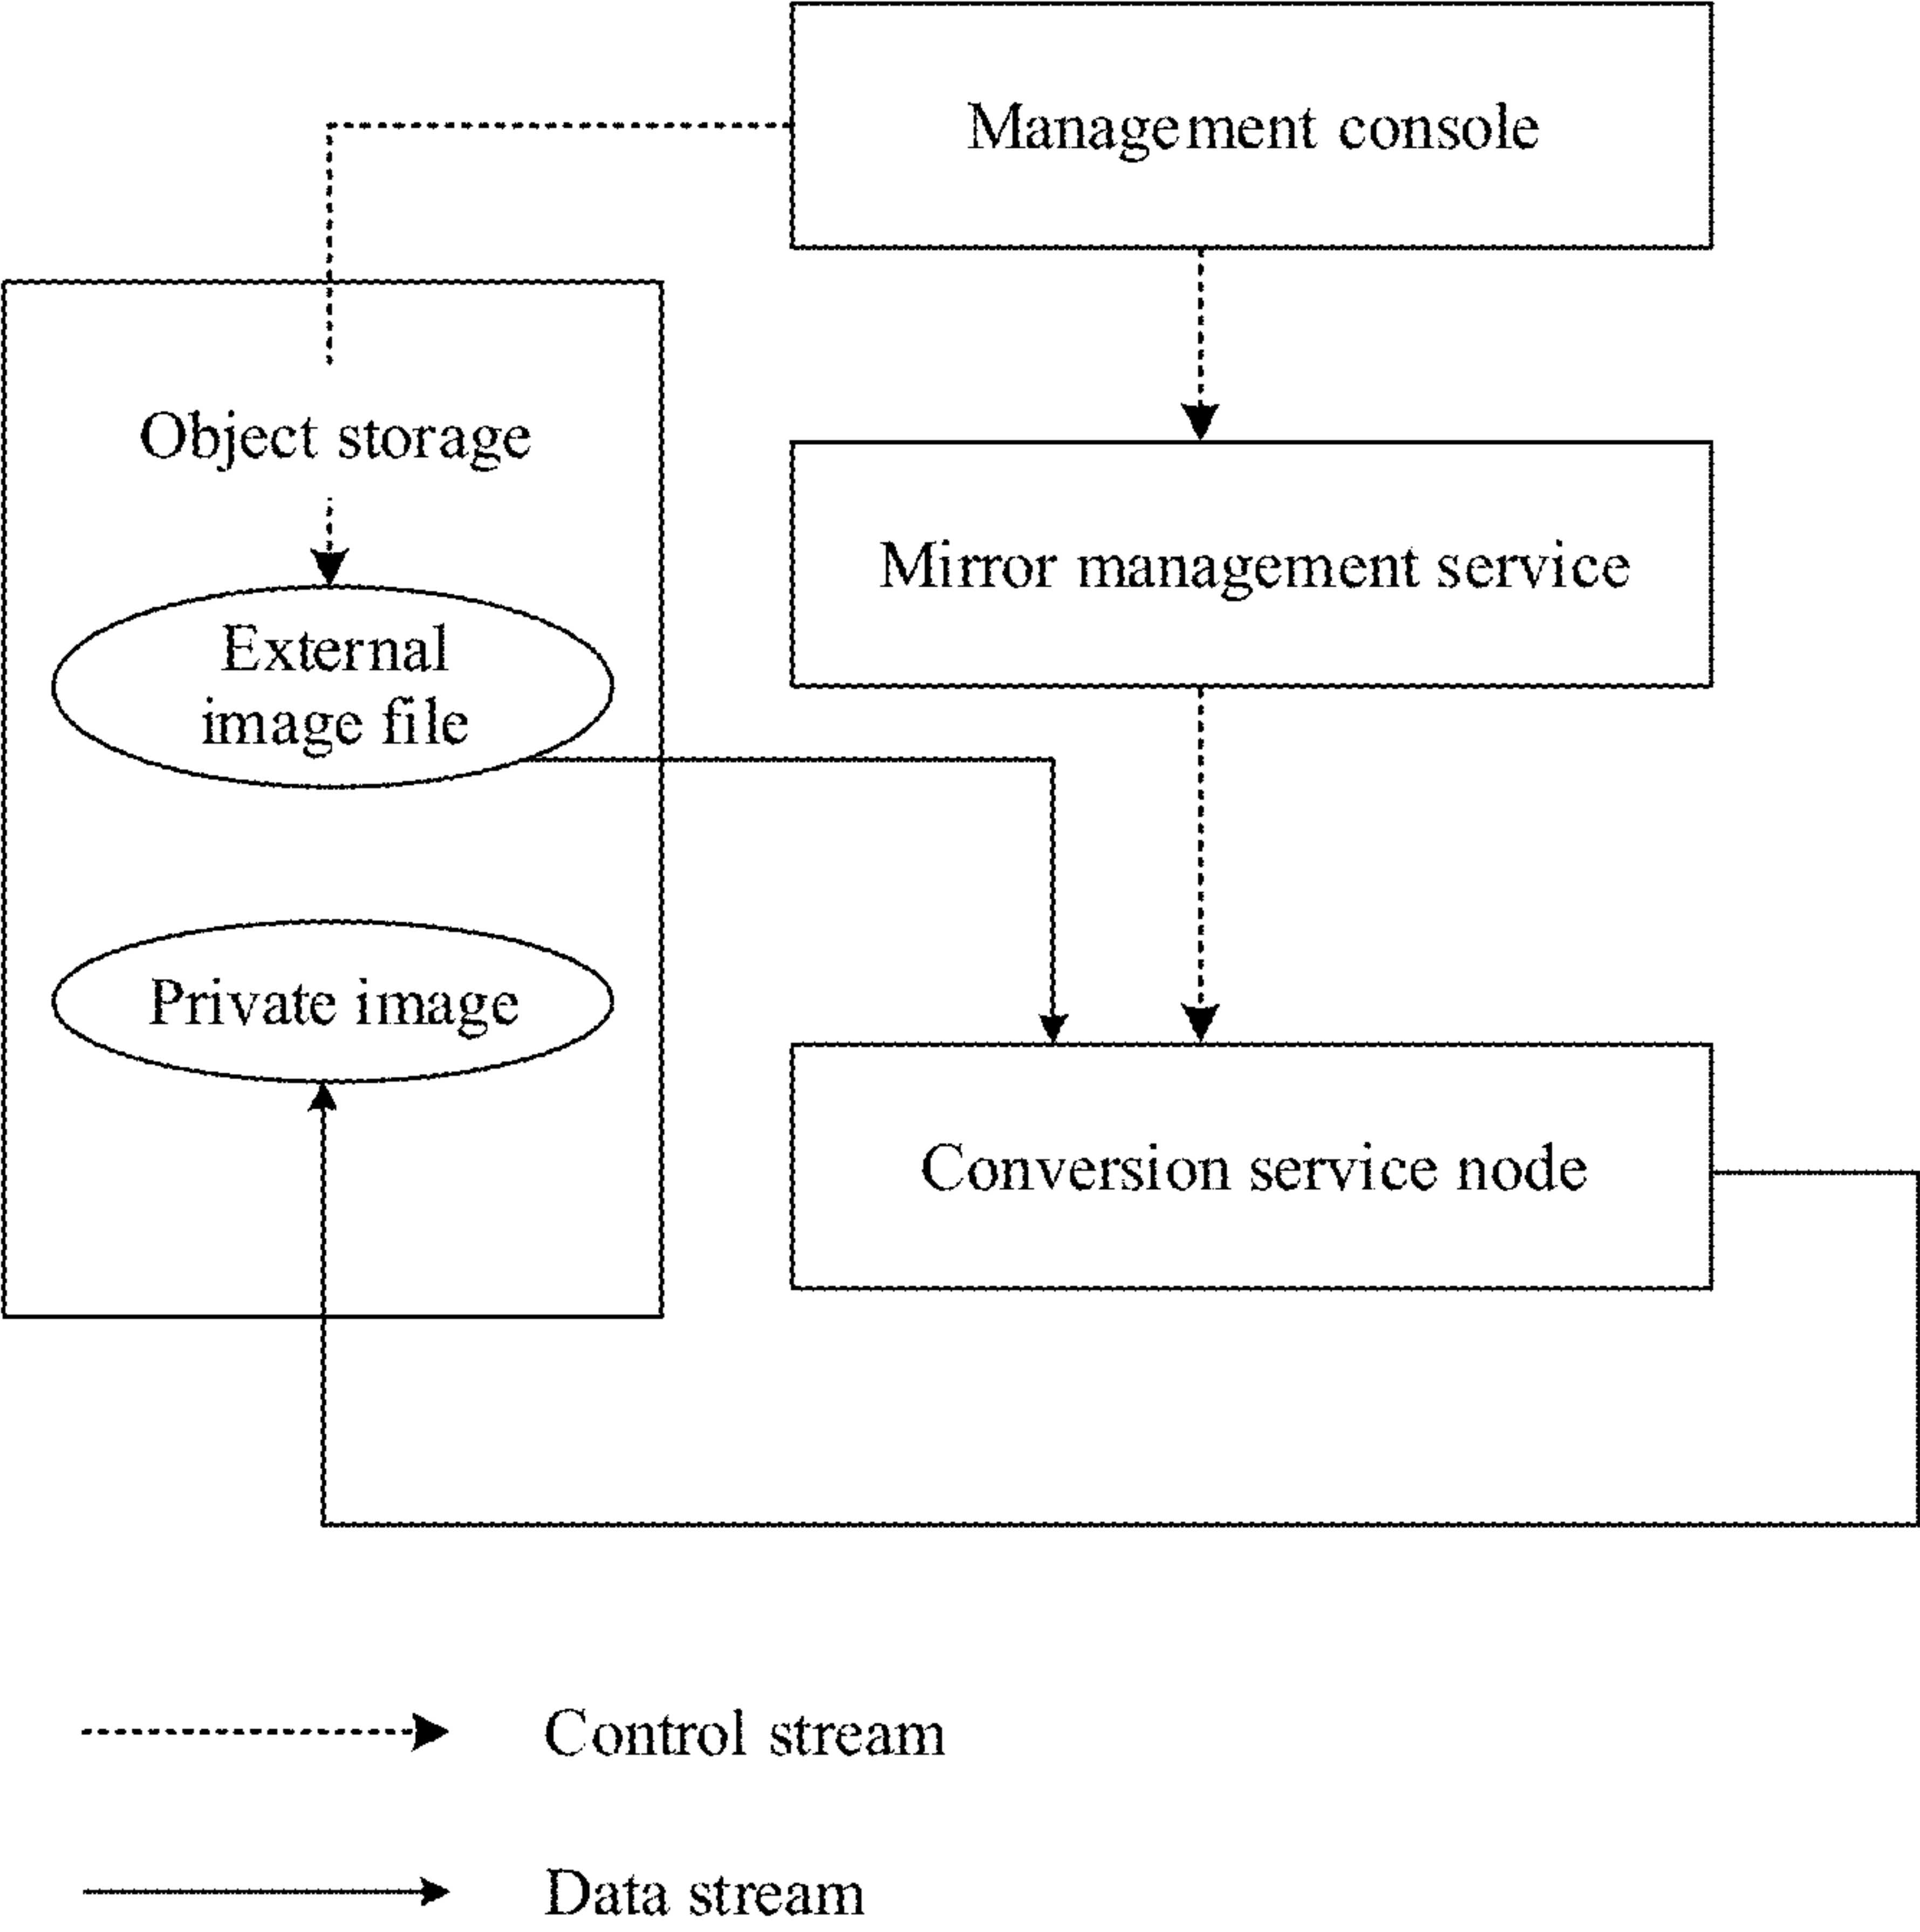 Management console
Object storage
Mirror management service
External
image file
Private image
Conversion service node
Control stream
Data stream